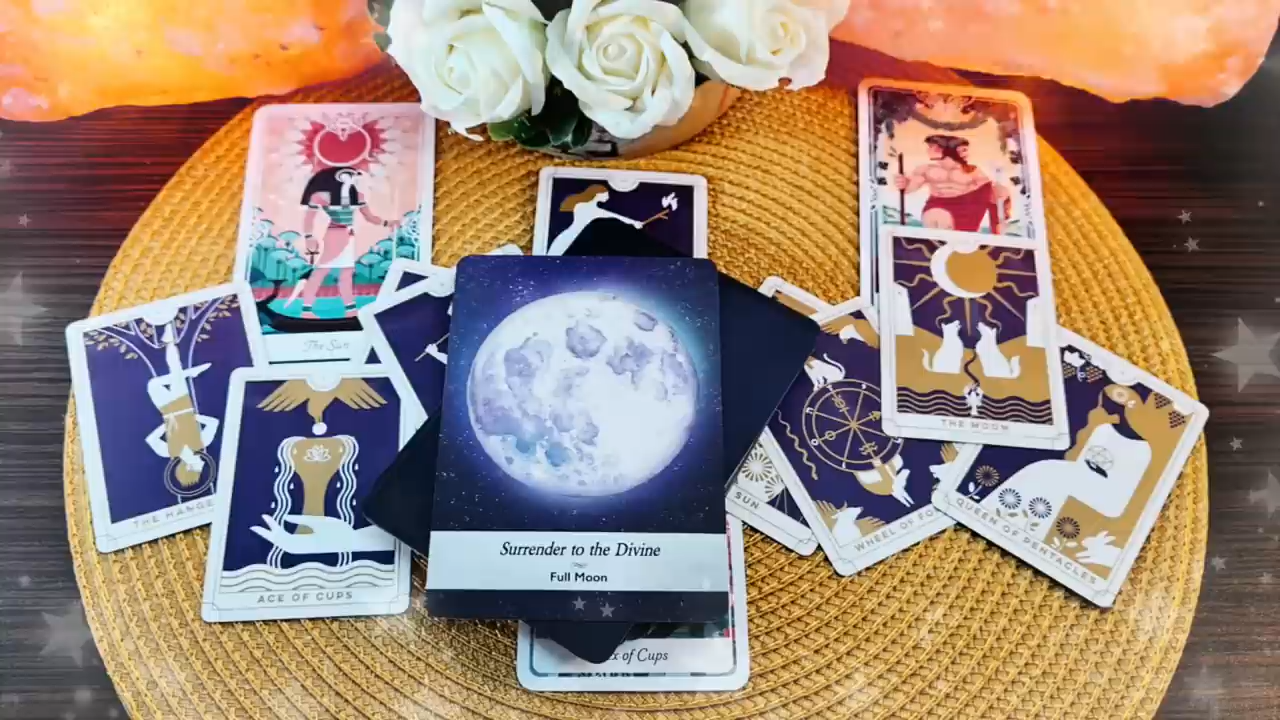 The Sun
THE MOON
THE HANGE
SUN
WHEEL OF FO
QUEEN OF PENTACLES
Surrender to the Divine
Full Moon
ACE OF CUPS
of Cups